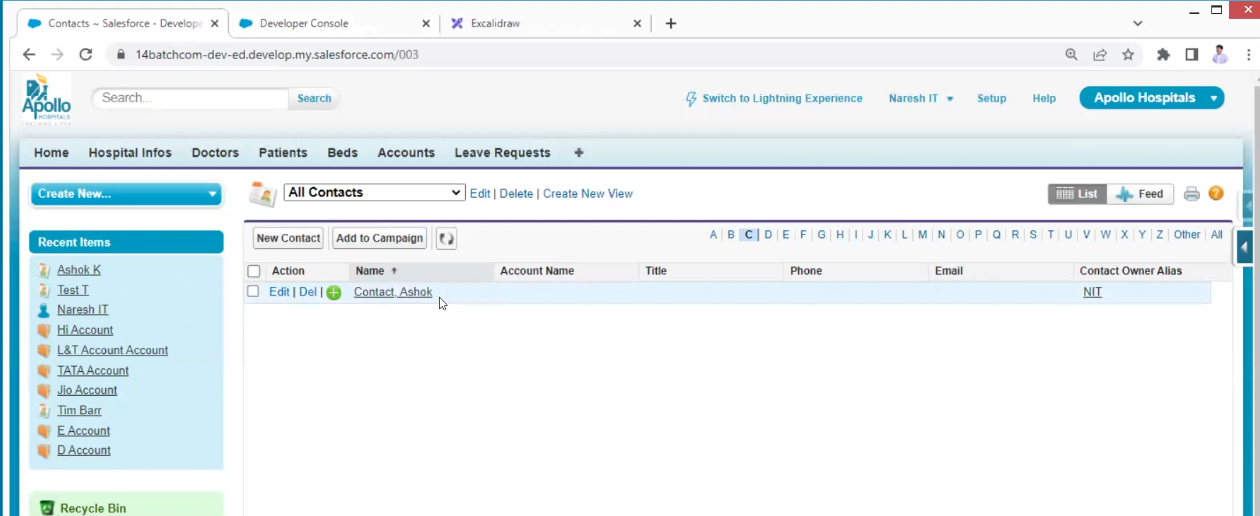 Contacts ~ Salesforce - Develope
Developer Console
Excalidraw
14batchcom-dev-ed.develop.my.salesforce.com/003
Apollo
HOSPITALS
Search...
Search
Switch to Lightning Experience
Naresh IT
Setup
Help
Apollo Hospitals
Home
Hospital Infos
Doctors
Patients
Beds
Accounts
Leave Requests
+
Create New...
All Contacts
Edit | Delete | Create New View
List
Feed
New Contact
Add to Campaign
A | B | C | D | E | F | G | H | I | J | K | L | M | N | O | P | Q | R | S | T | U | V | W | X | Y | Z | Other | All
Action
Name
Account Name
Title
Phone
Email
Contact Owner Alias
Edit | Del |
Contact, Ashok
NIT
Recent Items
Ashok K
Test T
Naresh IT
Hi Account
L&T Account Account
TATA Account
Jio Account
Tim Barr
E Account
D Account
Recycle Bin